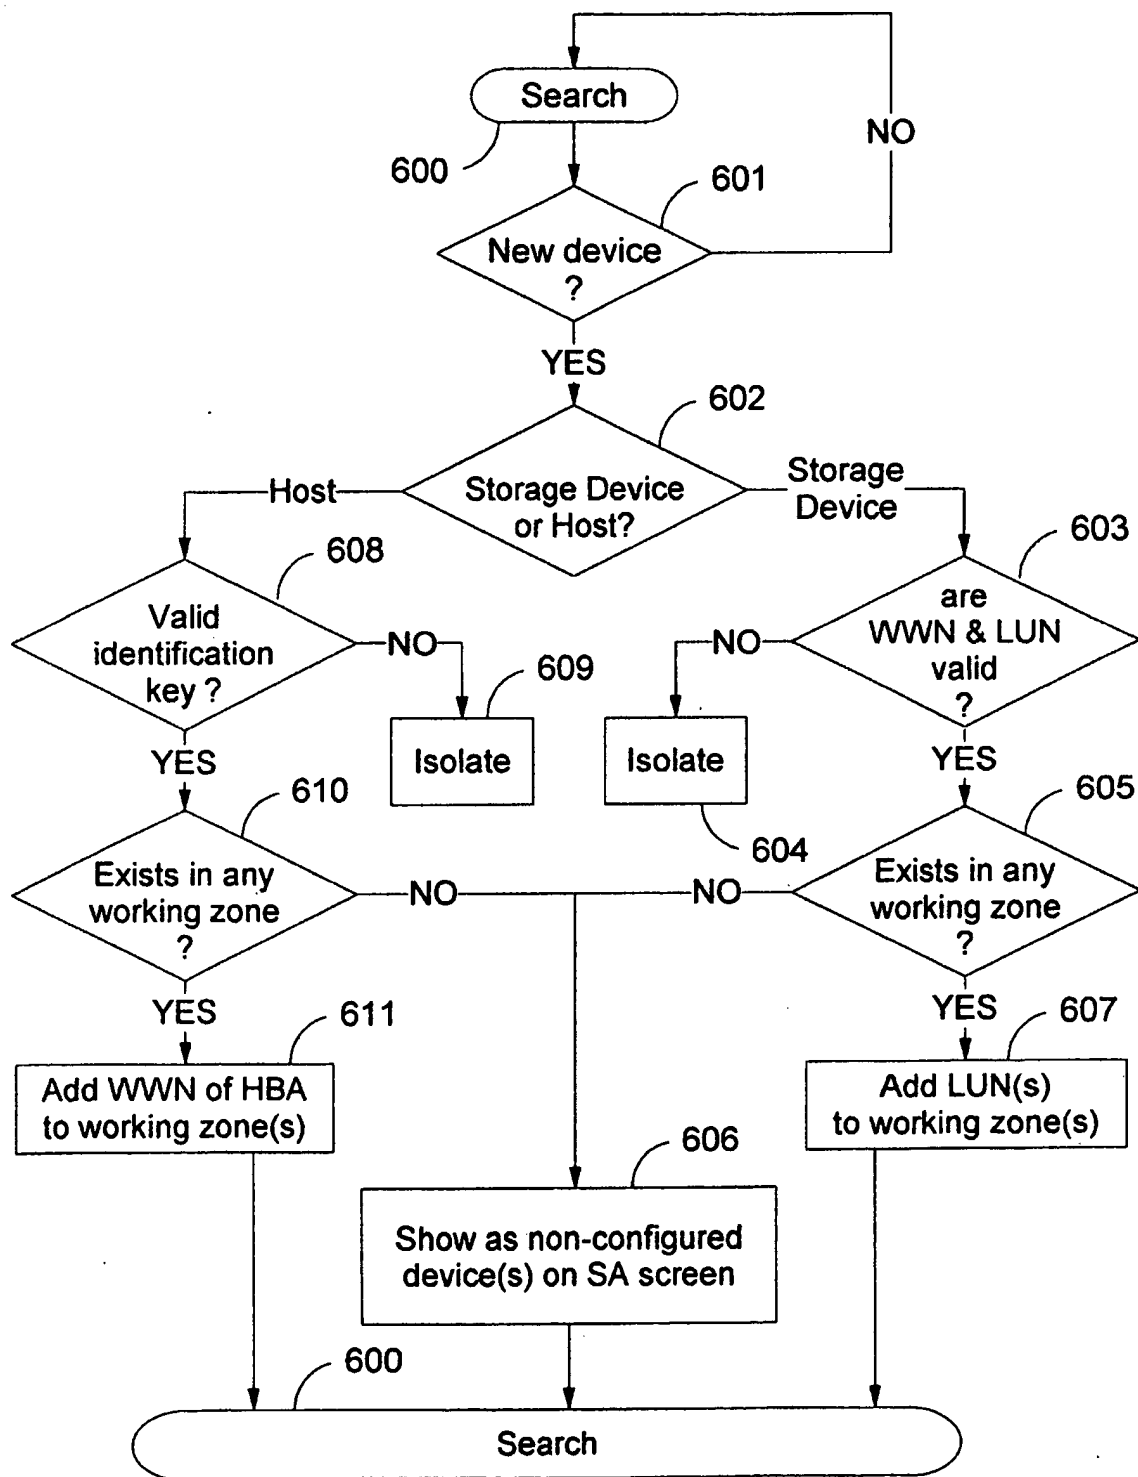 Search
NO
600
601
New device
?
YES
602
Host
Storage Device
or Host?
Storage
Device
608
603
Valid
identification
key ?
NO
609
NO
are
WWN & LUN
valid
?
Isolate
Isolate
YES
YES
610
604
605
Exists in any
working zone
?
NO
NO
Exists in any
working zone
?
YES
YES
611
607
Add WWN of HBA
to working zone(s)
Add LUN(s)
to working zone(s)
606
Show as non-configured
device(s) on SA screen
600
Search